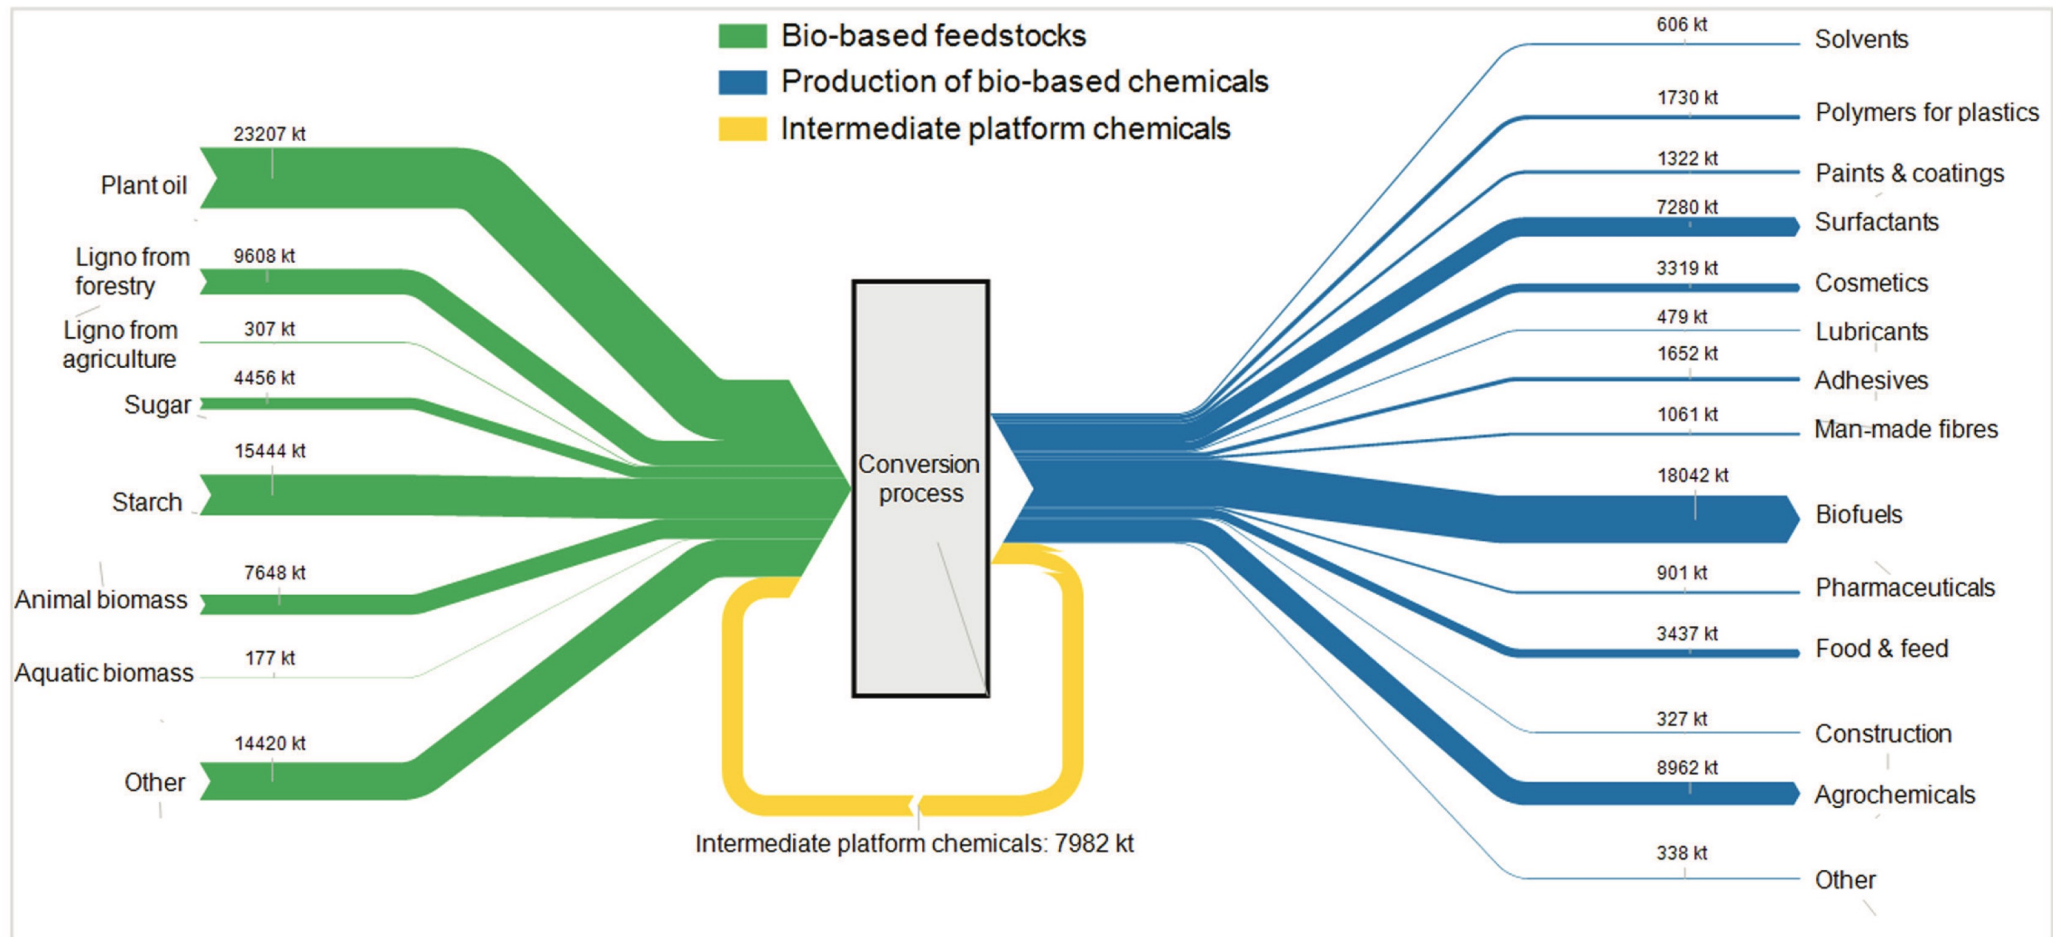 Bio-based feedstocks
Production of bio-based chemicals
Intermediate platform chemicals
23207 kt
Plant oil
9608 kt
Ligno from
forestry
307 kt
Ligno from
agriculture
4456 kt
Sugar
15444 kt
Starch
7648 kt
Animal biomass
177 kt
Aquatic biomass
14420 kt
Other
Conversion
process
Intermediate platform chemicals: 7982 kt
606 kt
Solvents
1730 kt
Polymers for plastics
1322 kt
Paints & coatings
7280 kt
Surfactants
3319 kt
Cosmetics
479 kt
Lubricants
1652 kt
Adhesives
1061 kt
Man-made fibres
18042 kt
Biofuels
901 kt
Pharmaceuticals
3437 kt
Food & feed
327 kt
Construction
8962 kt
Agrochemicals
338 kt
Other